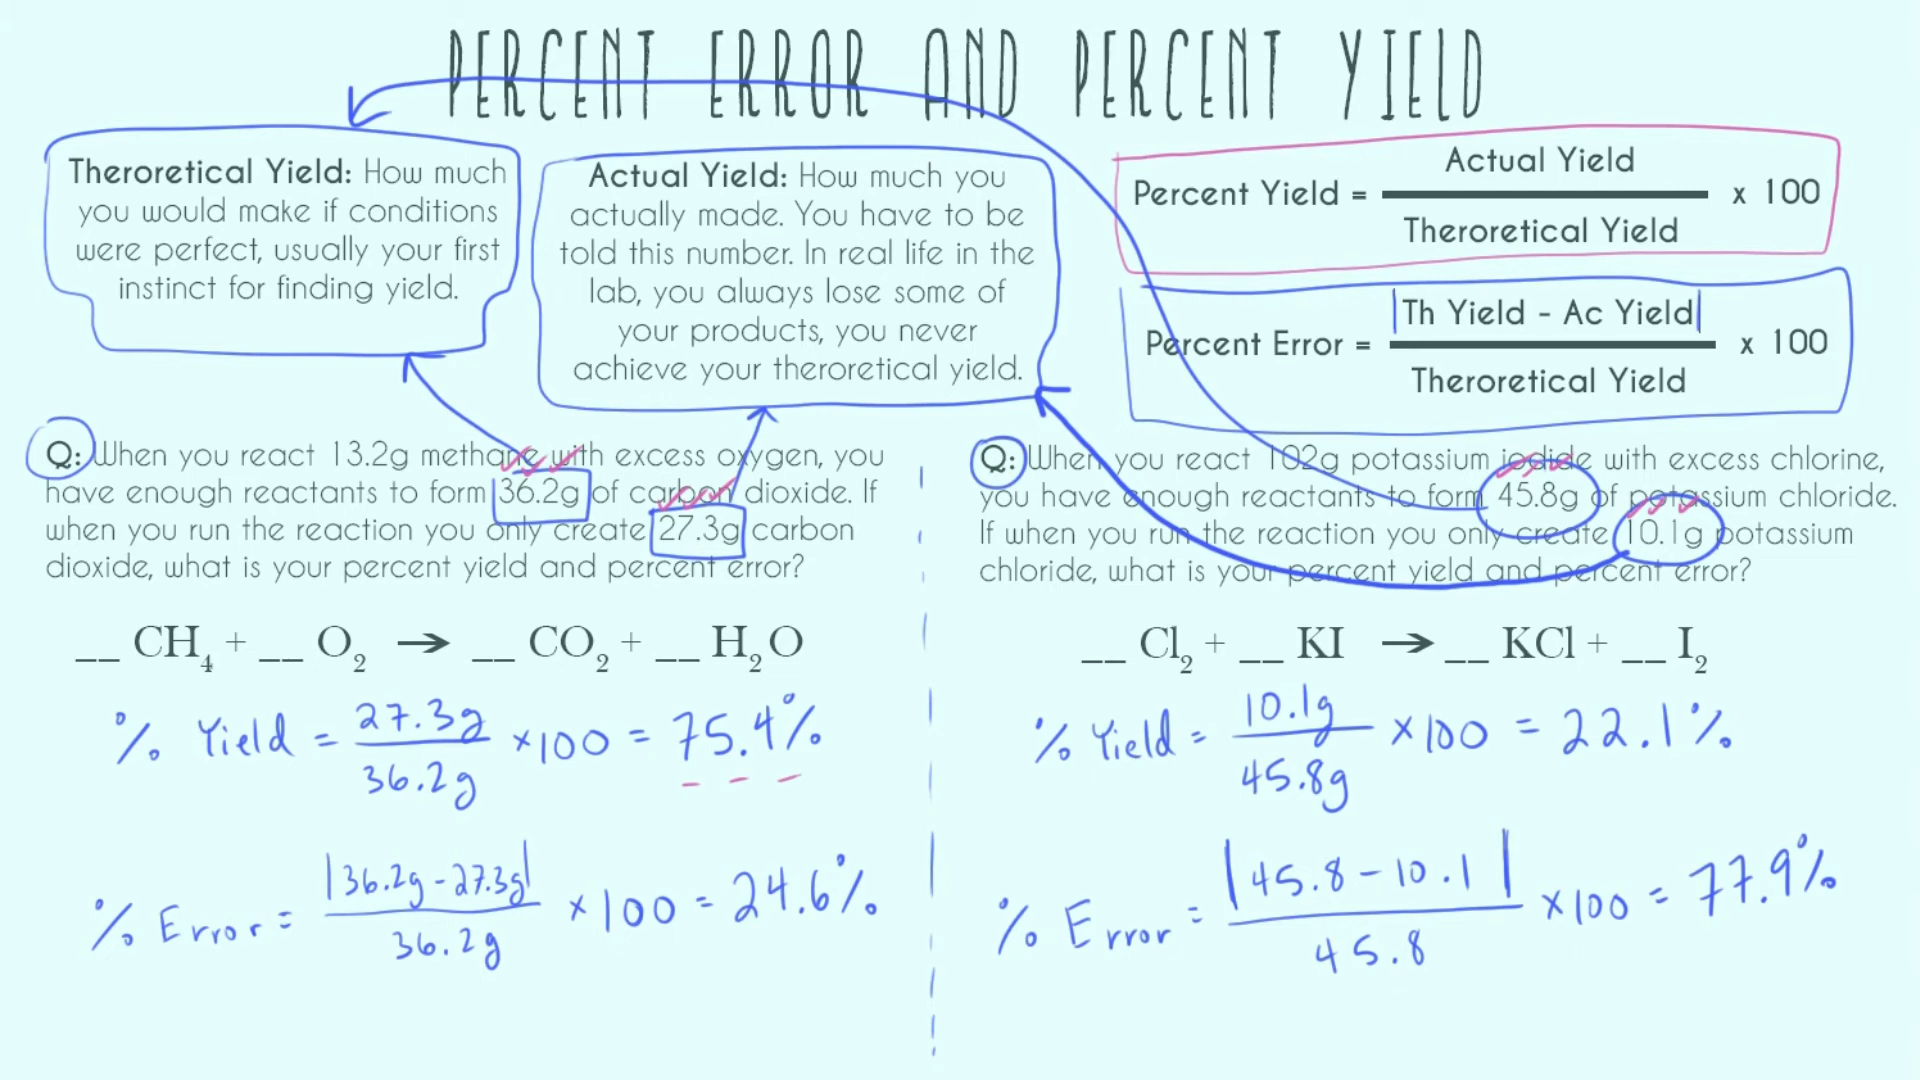 PERCENT ERROR AND PERCENT YIELD
Theroretical Yield: How much
you would make if conditions
were perfect, usually your first
instinct for finding yield.
Actual Yield: How much you
actually made. You have to be
told this number. In real life in the
lab, you always lose some of
your products, you never
achieve your theroretical yield.
Percent Yield = Actual Yield / Theroretical Yield x 100
Percent Error = |Th Yield - Ac Yield| / Theroretical Yield x 100
Q: When you react 13.2g methane with excess oxygen, you
have enough reactants to form 36.2g of carbon dioxide. If
when you run the reaction you only create 27.3g carbon
dioxide, what is your percent yield and percent error?
__ CH₄ + __ O₂ → __ CO₂ + __ H₂O
% Yield = 27.3g / 36.2g ×100 = 75.4%
% Error = |36.2g - 27.3g| / 36.2g ×100 = 24.6%
Q: When you react 102g potassium iodide with excess chlorine,
you have enough reactants to form 45.8g of potassium chloride.
If when you run the reaction you only create 10.1g potassium
chloride, what is your percent yield and percent error?
__ Cl₂ + __ KI → __ KCl + __ I₂
% Yield = 10.1g / 45.8g ×100 = 22.1%
% Error = |45.8 - 10.1| / 45.8 ×100 = 77.9%